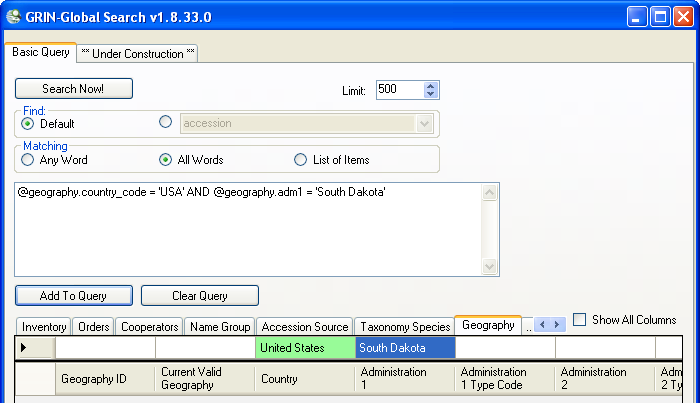 GRIN-Global Search v1.8.33.0
Basic Query
** Under Construction **
Search Now!
Limit: 500
Find:
Default
accession
Matching
Any Word
All Words
List of Items
@geography.country_code = 'USA' AND @geography.adm1 = 'South Dakota'
Add To Query
Clear Query
Inventory
Orders
Cooperators
Name Group
Accession Source
Taxonomy Species
Geography
..
Show All Columns
United States
South Dakota
Geography ID
Current Valid
Geography
Country
Administration
1
Administration
1 Type Code
Administration
2
Adm
2 Ty